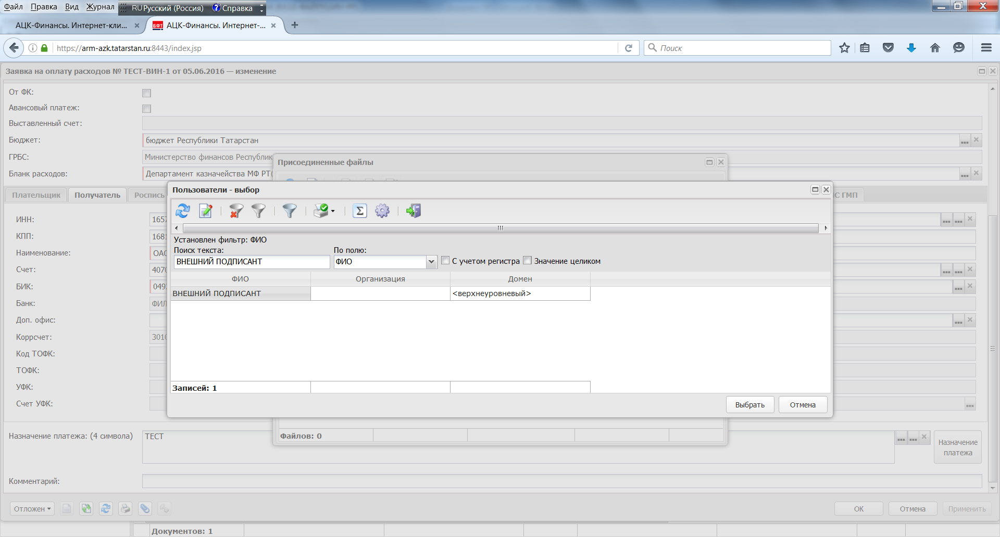 Файл Правка Вид Журнал RU Русский (Россия) Справка
АЦК-Финансы. Интернет-кли... × БФТ АЦК-Финансы. Интернет-... × +
https://arm-azk.tatarstan.ru:8443/index.jsp Поиск
Заявка на оплату расходов № ТЕСТ-ВИН-1 от 05.06.2016 — изменение
От ФК:
Авансовый платеж:
Выставленный счет:
Бюджет: бюджет Республики Татарстан
ГРБС: Министерство финансов Республик
Бланк расходов: Департамент казначейства МФ РТ(
Присоединенные файлы
Плательщик Получатель Роспись С ГМП
Пользователи - выбор
Установлен фильтр: ФИО
Поиск текста: По полю:
ВНЕШНИЙ ПОДПИСАНТ ФИО С учетом регистра Значение целиком
ФИО Организация Домен
ВНЕШНИЙ ПОДПИСАНТ <верхнеуровневый>
Записей: 1
Выбрать Отмена
ИНН: 1657
КПП: 1681
Наименование: ОАО
Счет: 4070
БИК: 049
Банк: ФИЛ
Доп. офис:
Коррсчет: 3010
Код ТОФК:
ТОФК:
УФК:
Счет УФК:
Файлов: 0
Назначение платежа: (4 символа) ТЕСТ
Назначение
платежа
Комментарий:
Отложен OK Отмена Применить
Документов: 1